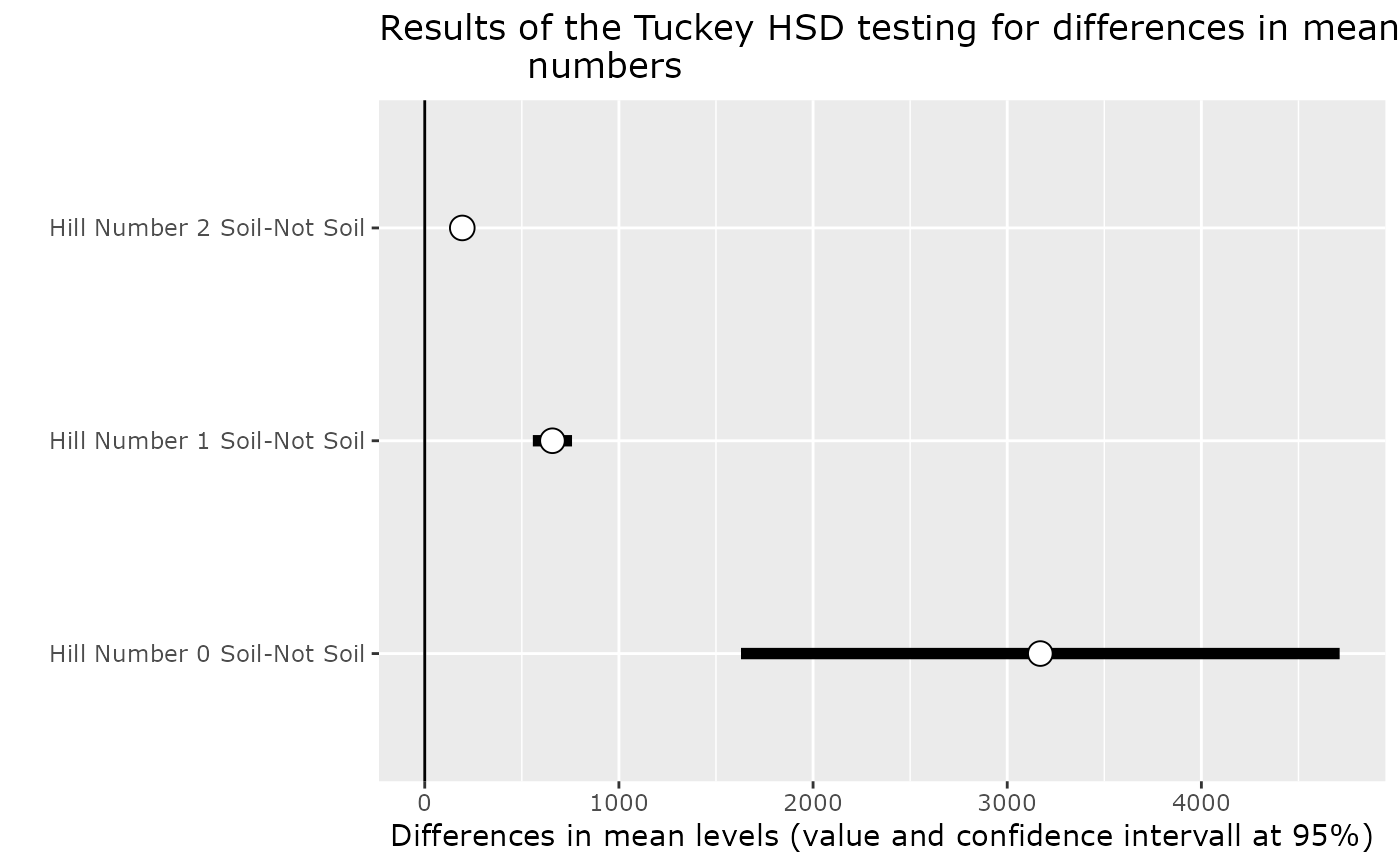 Results of the Tuckey HSD testing for differences in mean
numbers
Hill Number 2 Soil-Not Soil
Hill Number 1 Soil-Not Soil
Hill Number 0 Soil-Not Soil
0 1000 2000 3000 4000
Differences in mean levels (value and confidence intervall at 95%)